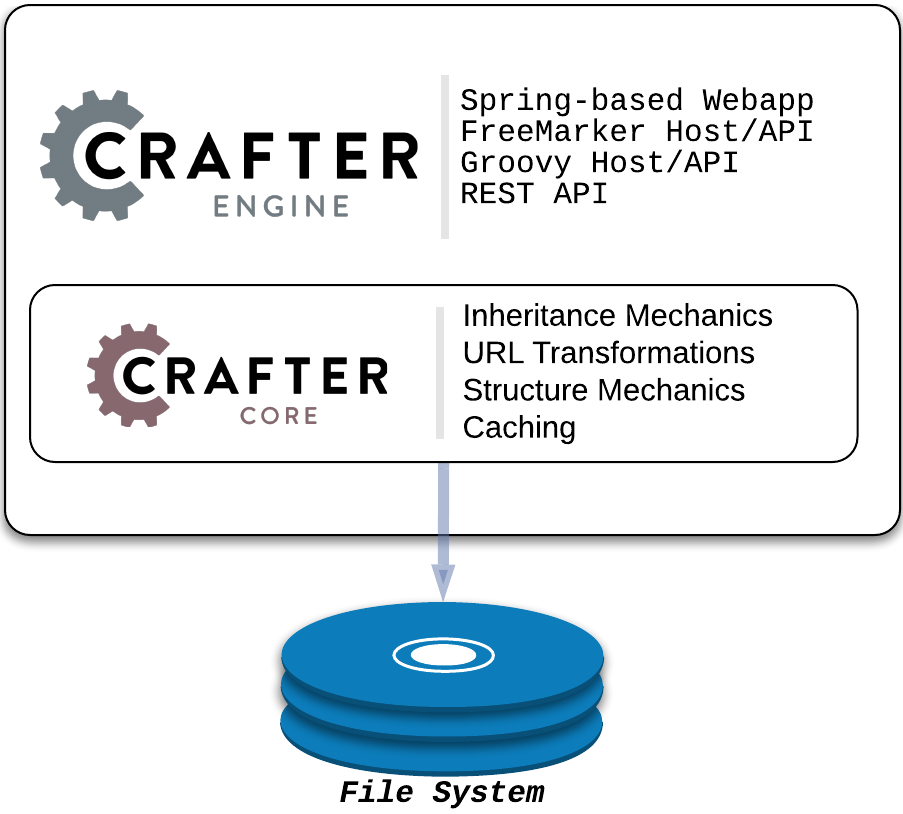 CRAFTER
ENGINE
Spring-based Webapp
FreeMarker Host/API
Groovy Host/API
REST API
CRAFTER
CORE
Inheritance Mechanics
URL Transformations
Structure Mechanics
Caching
File System